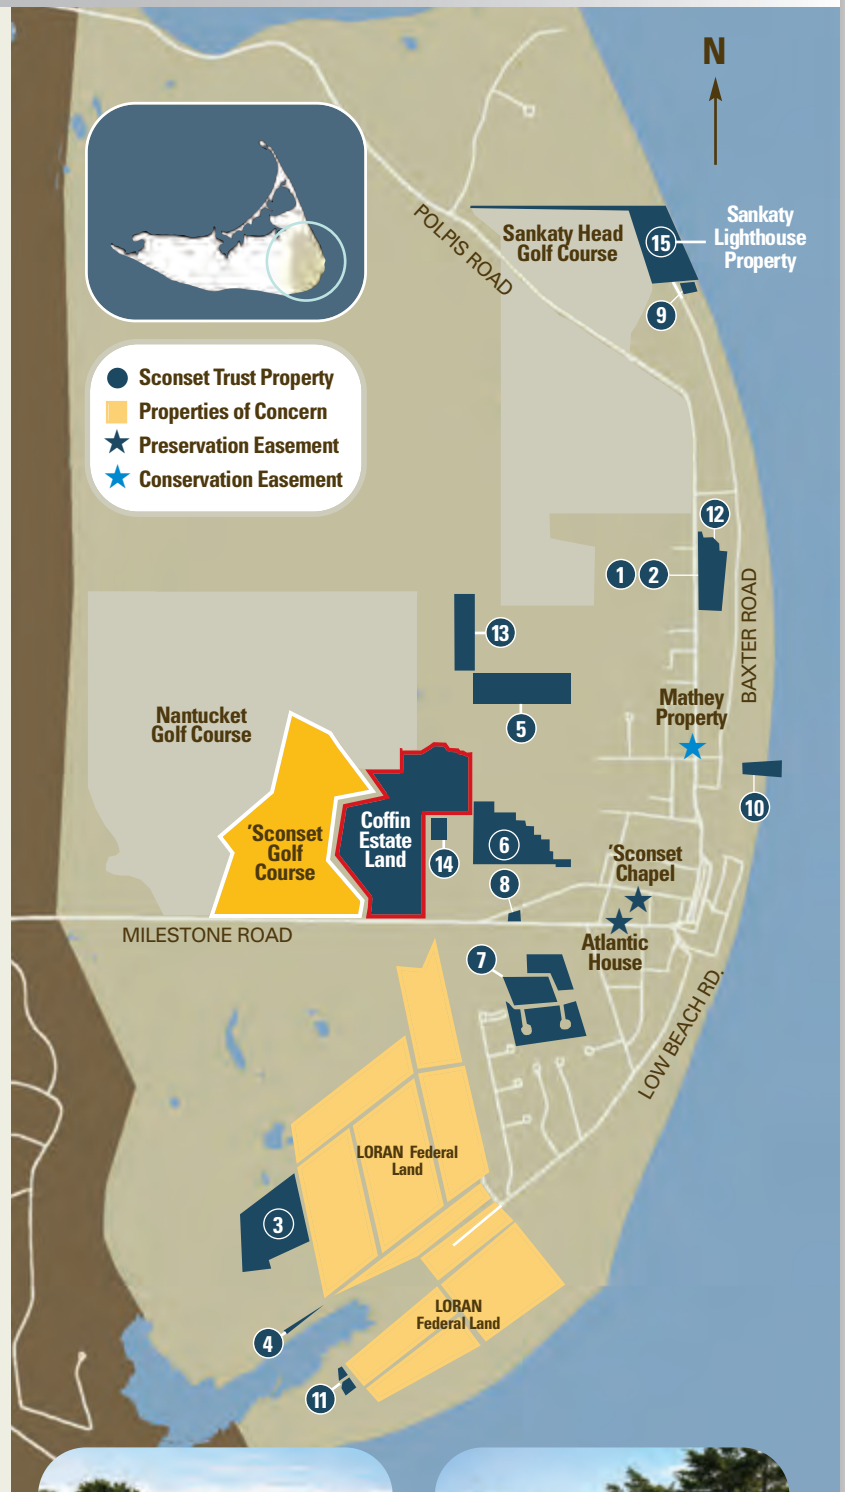 N
POLPIS ROAD
Sankaty Head
Golf Course
15
Sankaty
Lighthouse
Property
9
Sconset Trust Property
Properties of Concern
Preservation Easement
Conservation Easement
12
1
2
BAXTER ROAD
13
5
Mathey
Property
Nantucket
Golf Course
10
'Sconset
Golf
Course
Coffin
Estate
Land
14
6
8
'Sconset
Chapel
Atlantic
House
MILESTONE ROAD
7
LOW BEACH RD.
LORAN Federal
Land
3
LORAN
Federal Land
4
11